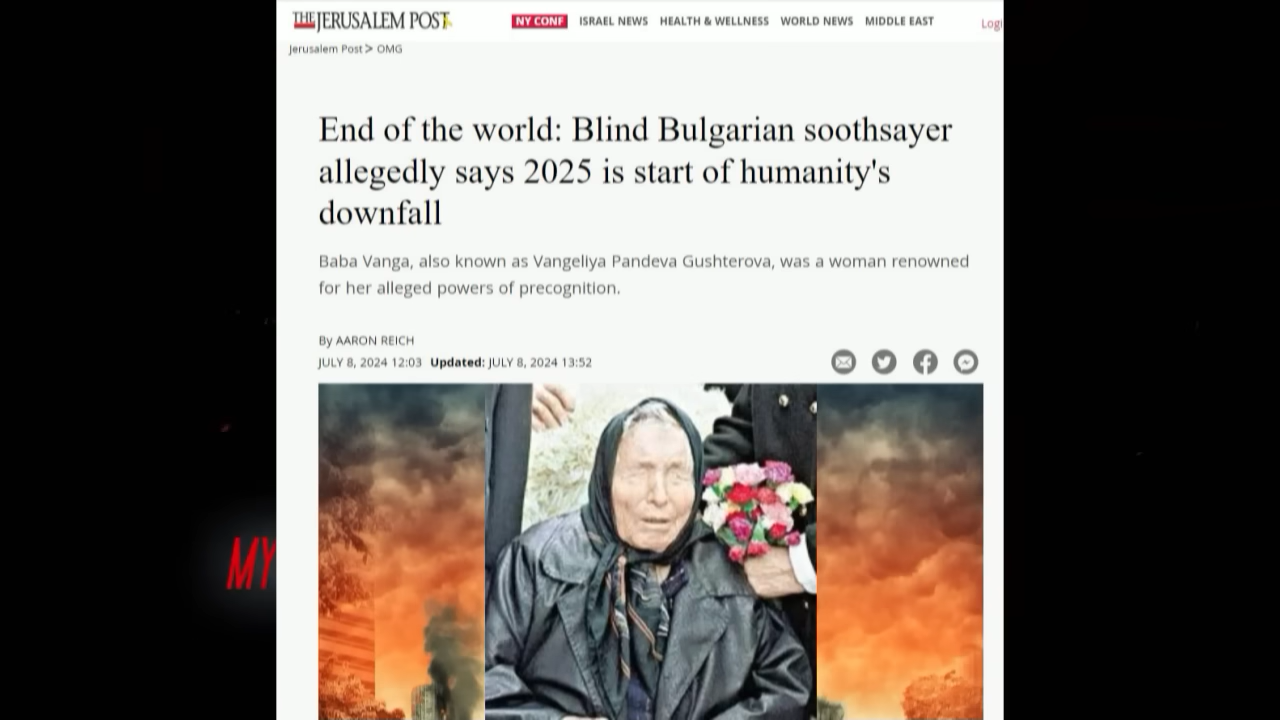 THE JERUSALEM POST
NY CONF ISRAEL NEWS HEALTH & WELLNESS WORLD NEWS MIDDLE EAST Logi
Jerusalem Post > OMG
End of the world: Blind Bulgarian soothsayer
allegedly says 2025 is start of humanity's
downfall
Baba Vanga, also known as Vangeliya Pandeva Gushterova, was a woman renowned
for her alleged powers of precognition.
By AARON REICH
JULY 8, 2024 12:03 Updated: JULY 8, 2024 13:52
MY